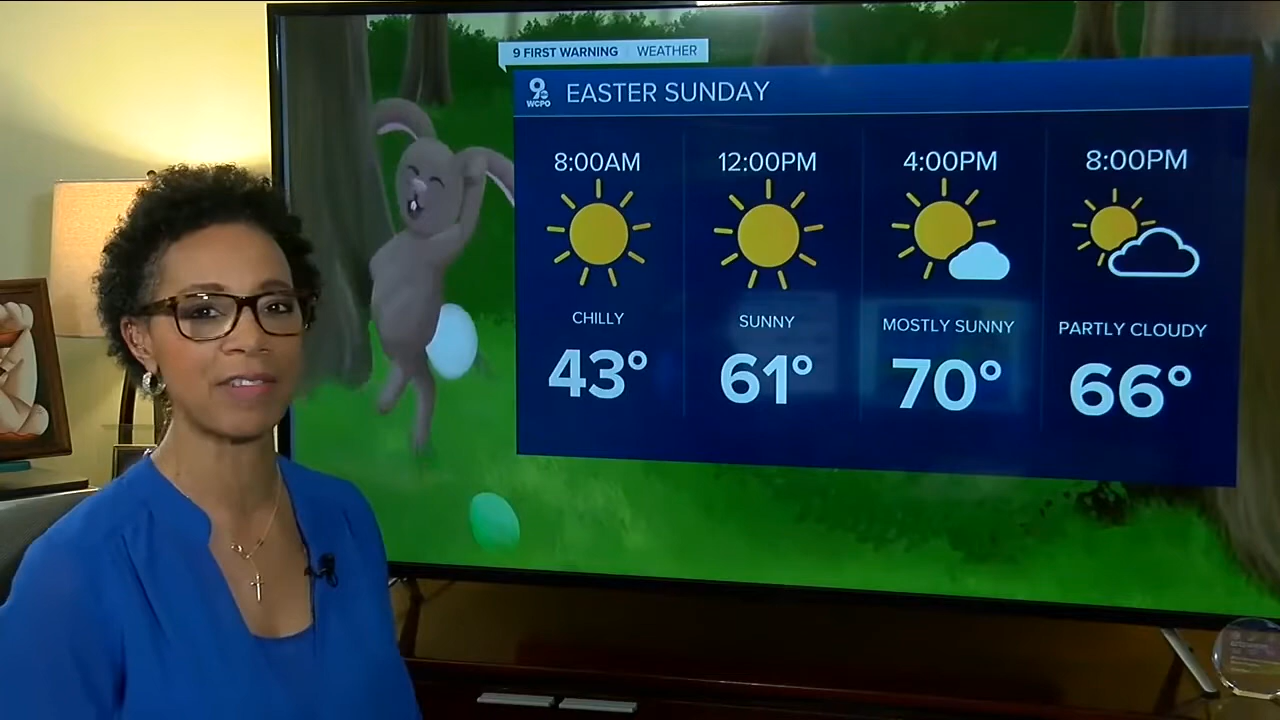 9 FIRST WARNING WEATHER
9 WCPO EASTER SUNDAY
8:00AM 12:00PM 4:00PM 8:00PM
CHILLY SUNNY MOSTLY SUNNY PARTLY CLOUDY
43° 61° 70° 66°